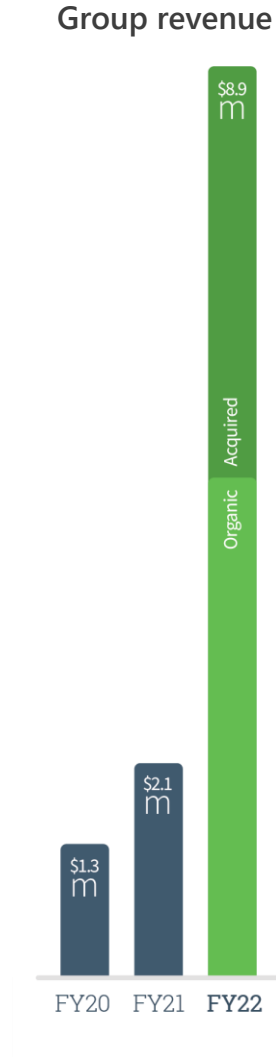 Group revenue
$8.9
m
Acquired
Organic
$2.1
m
$1.3
m
FY20 FY21 FY22